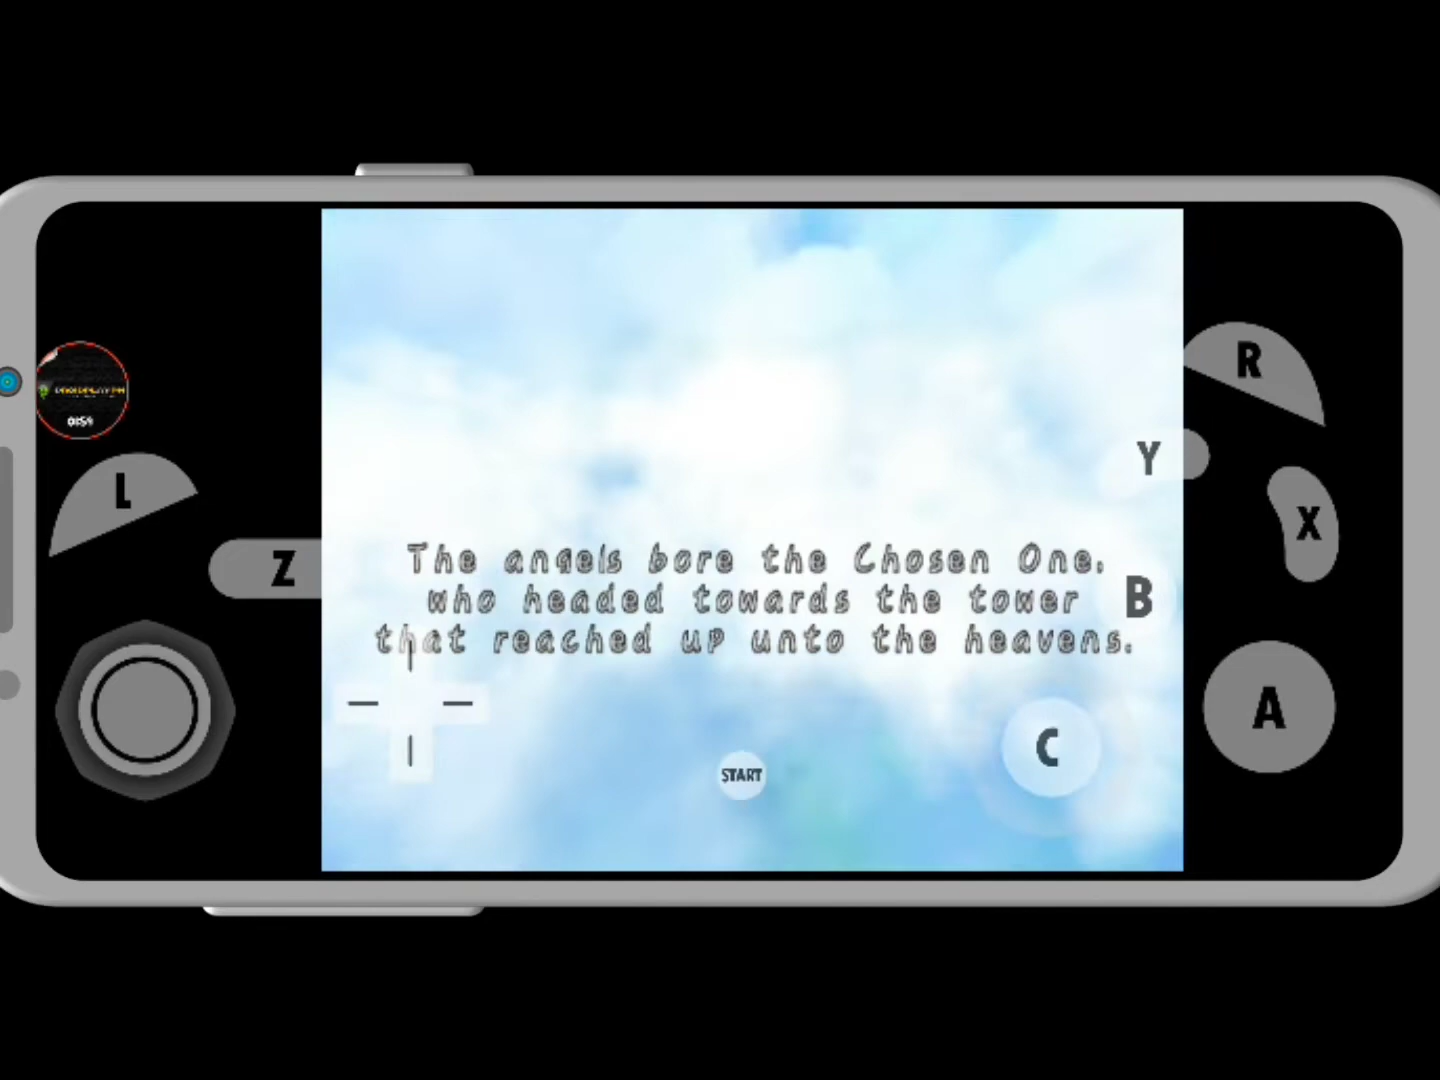 R
Y
L
X
Z
The angels bore the Chosen One,
who headed towards the tower
that reached up unto the heavens.
B
A
C
START